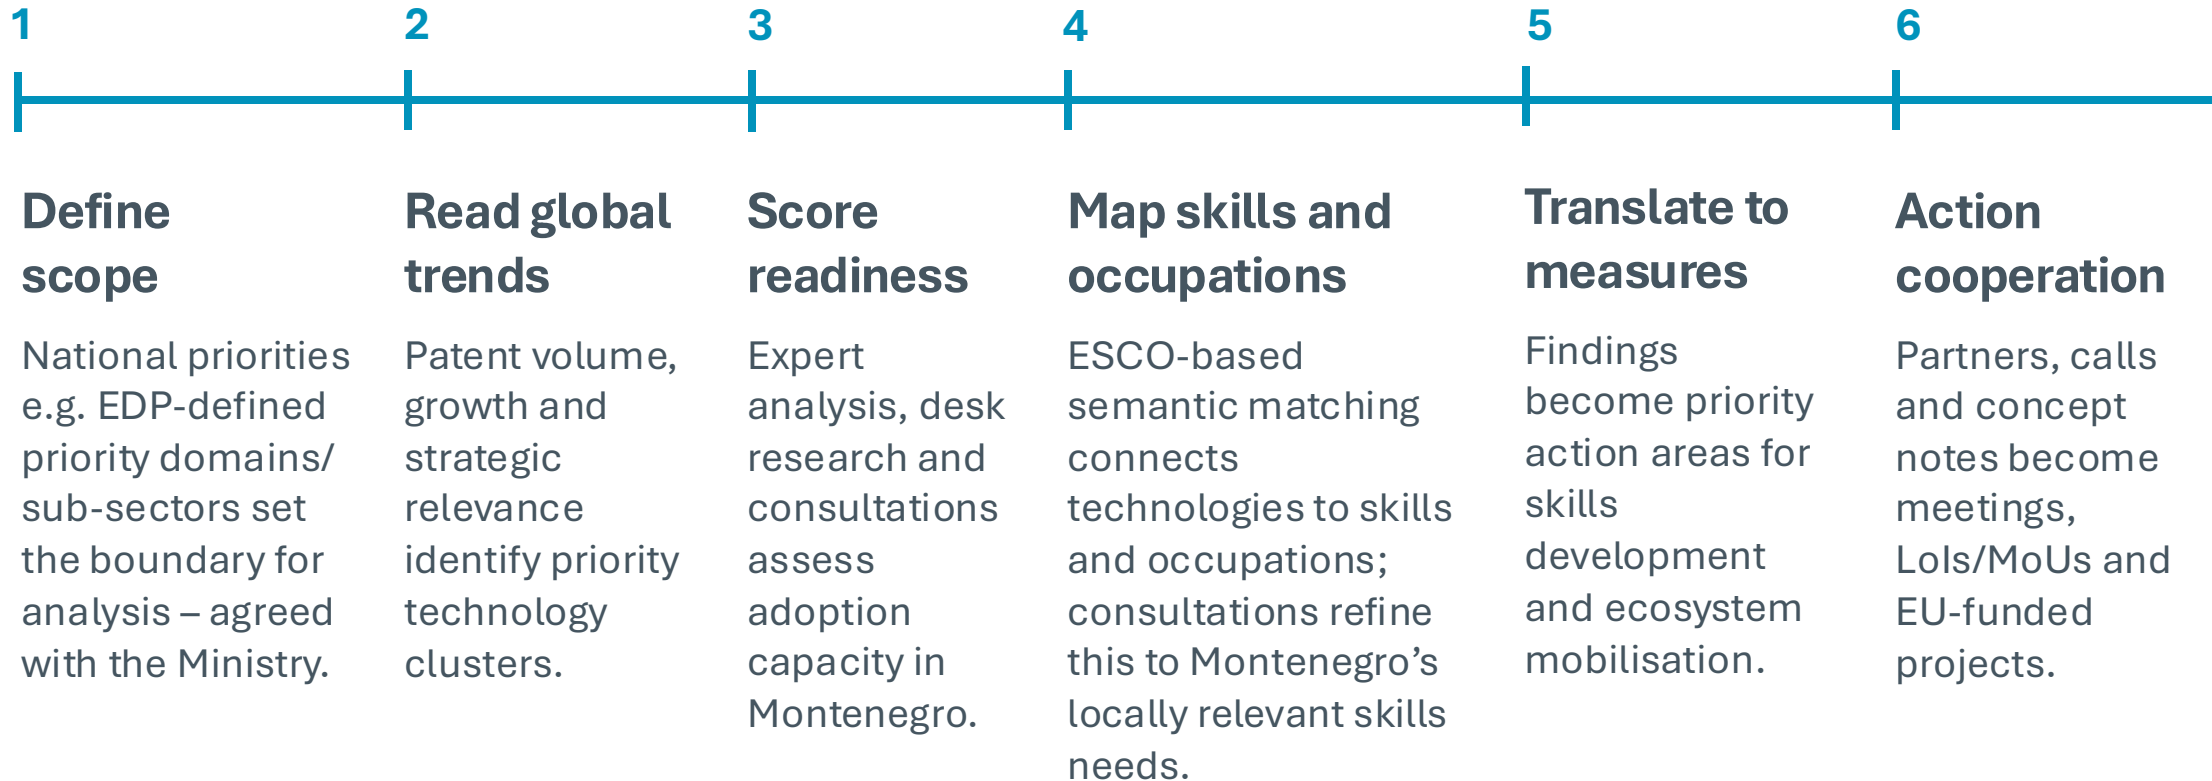 1
Define
scope
National priorities
e.g. EDP-defined
priority domains/
sub-sectors set
the boundary for
analysis – agreed
with the Ministry.
2
Read global
trends
Patent volume,
growth and
strategic
relevance
identify priority
technology
clusters.
3
Score
readiness
Expert
analysis, desk
research and
consultations
assess
adoption
capacity in
Montenegro.
4
Map skills and
occupations
ESCO-based
semantic matching
connects
technologies to skills
and occupations;
consultations refine
this to Montenegro’s
locally relevant skills
needs.
5
Translate to
measures
Findings
become priority
action areas for
skills
development
and ecosystem
mobilisation.
6
Action
cooperation
Partners, calls
and concept
notes become
meetings,
LoIs/MoUs and
EU-funded
projects.